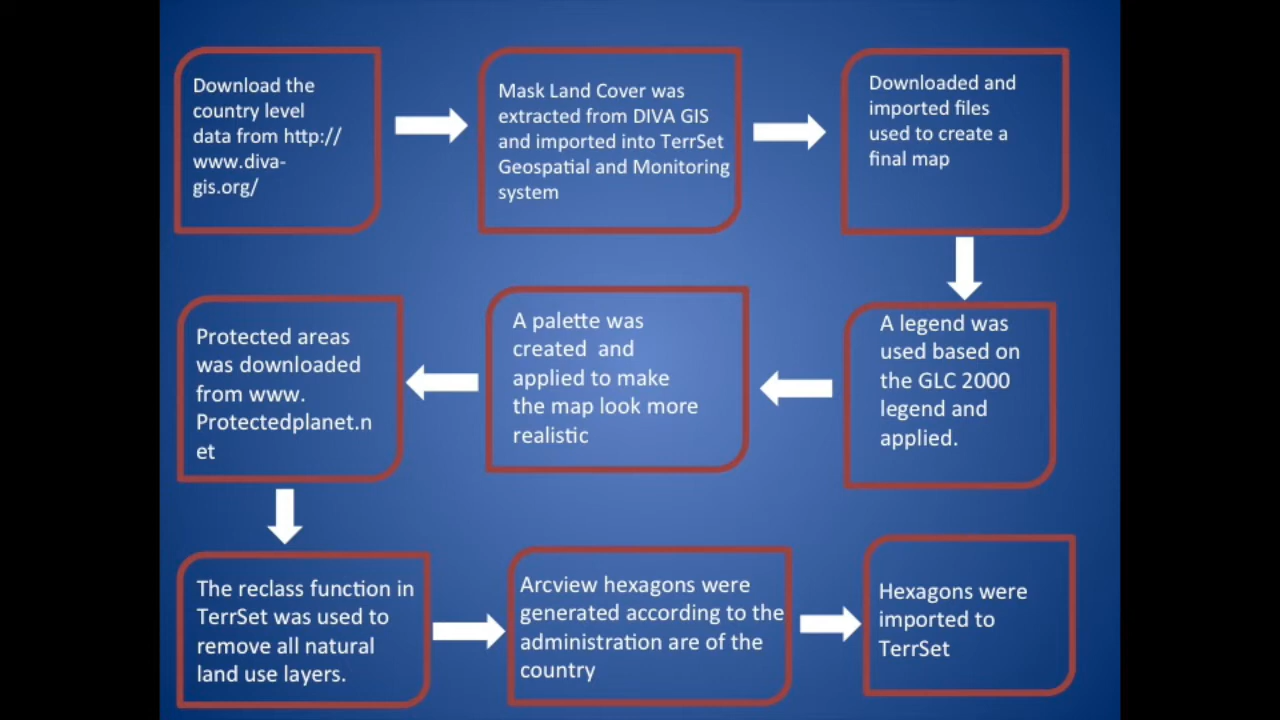 Download the
country level
data from http://
www.diva-
gis.org/
Mask Land Cover was
extracted from DIVA GIS
and imported into TerrSet
Geospatial and Monitoring
system
Downloaded and
imported files
used to create a
final map
A legend was
used based on
the GLC 2000
legend and
applied.
A palette was
created and
applied to make
the map look more
realistic
Protected areas
was downloaded
from www.
Protectedplanet.n
et
The reclass function in
TerrSet was used to
remove all natural
land use layers.
Arcview hexagons were
generated according to the
administration are of the
country
Hexagons were
imported to
TerrSet